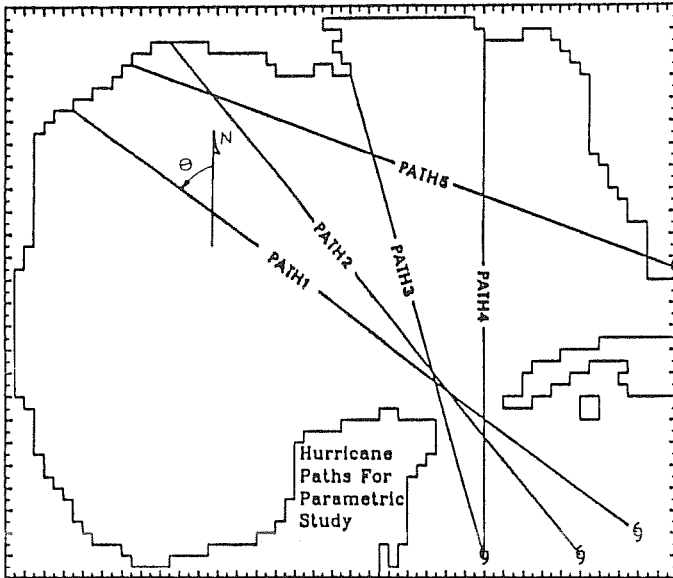 N
θ
PATH5
PATH2
PATH1
PATH3
PATH4
Hurricane
Paths For
Parametric
Study